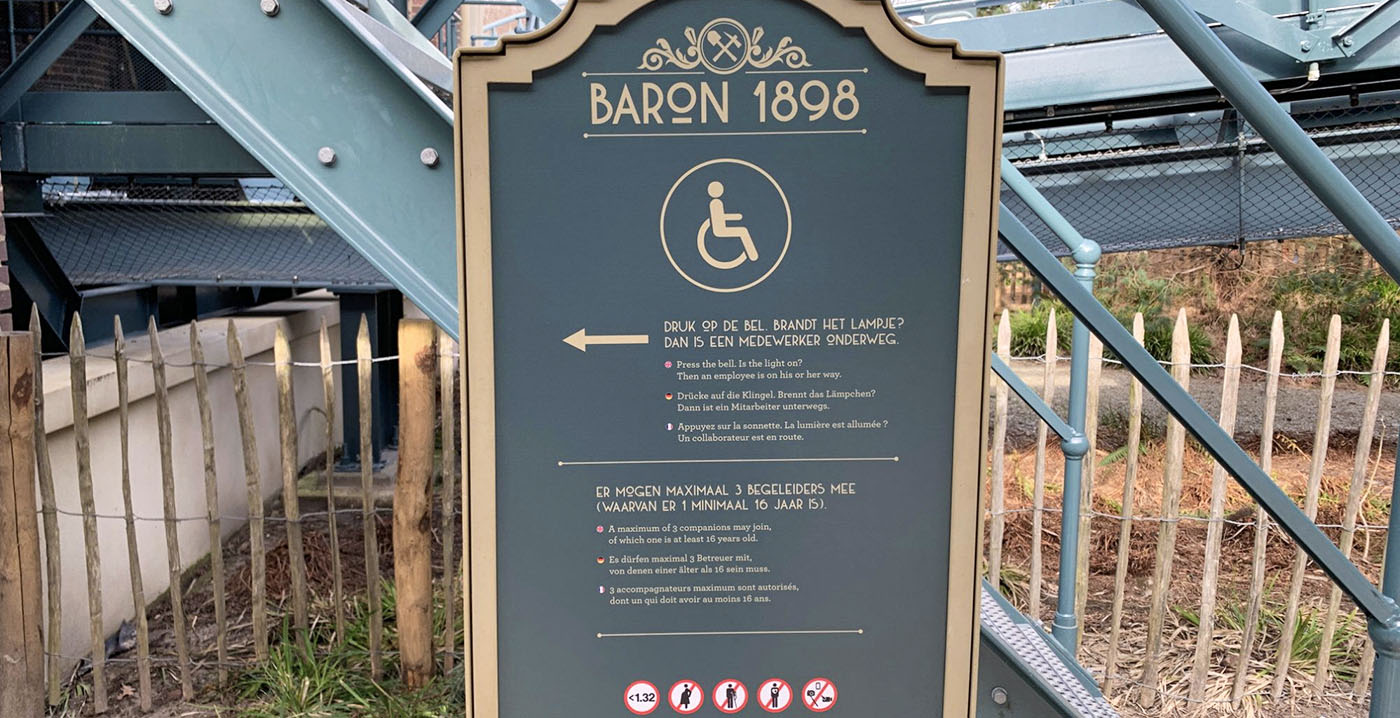 BARON 1898
DRUK OP DE BEL. BRANDT HET LAMPJE?
DAN IS EEN MEDEWERKER ONDERWEG.
Press the bell. Is the light on?
Then an employee is on his or her way.
Drücke auf die Klingel. Brennt das Lämpchen?
Dann ist ein Mitarbeiter unterwegs.
Appuyez sur la sonnette. La lumière est allumée ?
Un collaborateur est en route.
ER MOGEN MAXIMAAL 3 BEGELEIDERS MEE
(WAARVAN ER 1 MINIMAAL 16 JAAR IS).
A maximum of 3 companions may join,
of which one is at least 16 years old.
Es dürfen maximal 3 Betreuer mit,
von denen einer älter als 16 sein muss.
3 accompagnateurs maximum sont autorisés,
dont un qui doit avoir au moins 16 ans.
<1.32